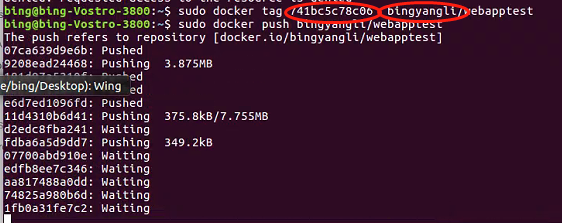 bing@bing-Vostro-3800:~$ sudo docker tag 741bc5c78c06 bingyangli/webapptest
bing@bing-Vostro-3800:~$ sudo docker push bingyangli/webapptest
The push refers to repository [docker.io/bingyangli/webapptest]
07ca639d9e6b: Pushed
9208ead24468: Pushing 3.875MB
Pushed
e/bing/Desktop): Wing
e6d7ed1096fd: Pushed
11d4310b6d41: Pushing 375.8kB/7.755MB
d2edc8fba241: Waiting
fdba6a5d9dd7: Pushing 349.2kB
07700abd910e: Waiting
edfb8ee7c346: Waiting
aa817488a0dd: Waiting
74825a980b6d: Waiting
1fb0a31fe7c2: Waiting